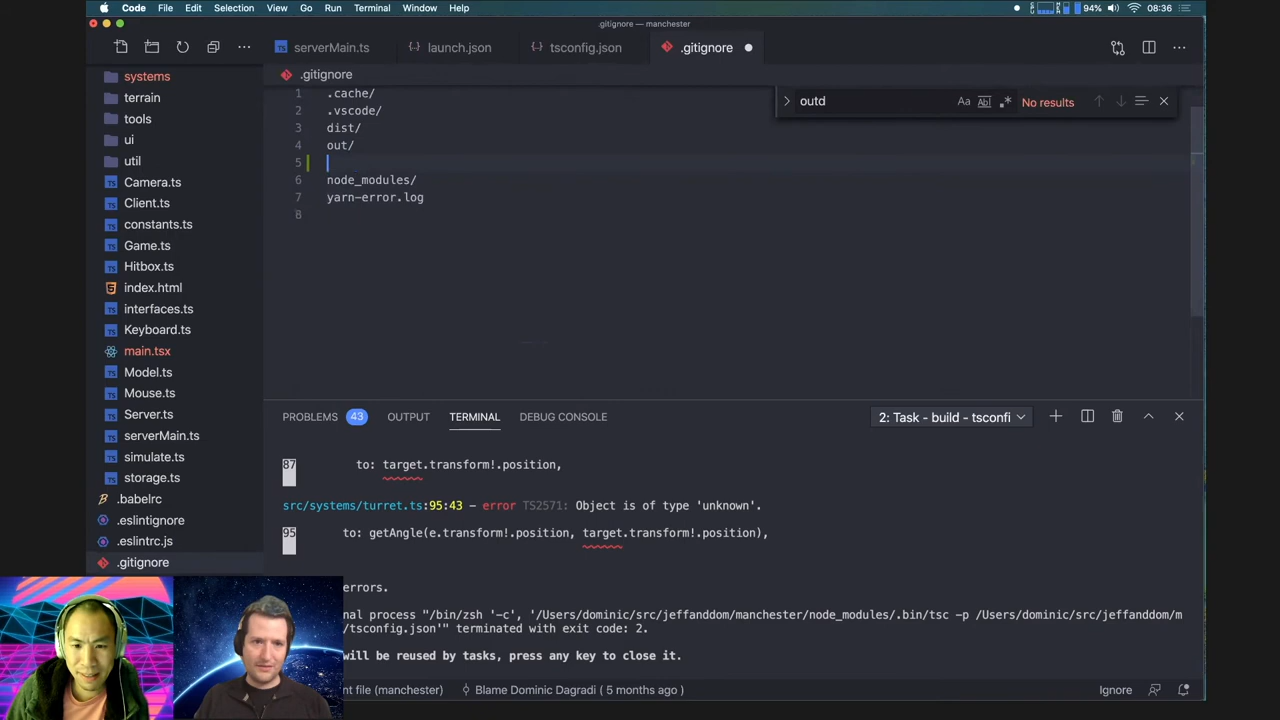 Code File Edit Selection View Go Run Terminal Window Help 94% 08:36
.gitignore — manchester
serverMain.ts launch.json tsconfig.json .gitignore
.gitignore
outd No results
1 .cache/
2 .vscode/
3 dist/
4 out/
5
6 node_modules/
7 yarn-error.log
8
systems
terrain
tools
ui
util
Camera.ts
Client.ts
constants.ts
Game.ts
Hitbox.ts
index.html
interfaces.ts
Keyboard.ts
main.tsx
Model.ts
Mouse.ts
Server.ts
serverMain.ts
simulate.ts
storage.ts
.babelrc
.eslintignore
.eslintrc.js
.gitignore
PROBLEMS 43 OUTPUT TERMINAL DEBUG CONSOLE 2: Task - build - tsconfi
87 to: target.transform!.position,
src/systems/turret.ts:95:43 - error TS2571: Object is of type 'unknown'.
95 to: getAngle(e.transform!.position, target.transform!.position),
errors.
nal process "/bin/zsh '-c', '/Users/dominic/src/jeffanddom/manchester/node_modules/.bin/tsc -p /Users/dominic/src/jeffanddom/m
/tsconfig.json'" terminated with exit code: 2.
will be reused by tasks, press any key to close it.
nt file (manchester) Blame Dominic Dagradi ( 5 months ago ) Ignore